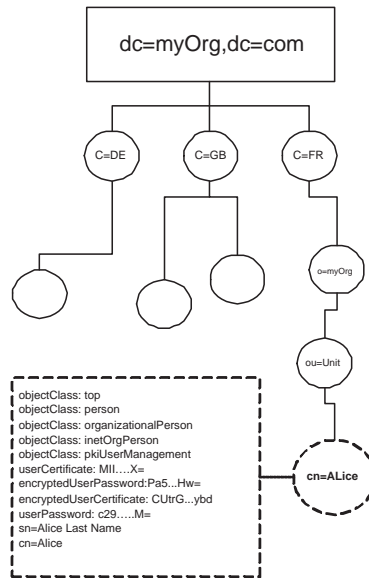 dc=myOrg,dc=com
C=DE
C=GB
C=FR
o=myOrg
ou=Unit
cn=ALice
objectClass: top
objectClass: person
objectClass: organizationalPerson
objectClass: inetOrgPerson
objectClass: pkiUserManagement
userCertificate: MII….X=
encryptedUserPassword:Pa5...Hw=
encryptedUserCertificate: CUtrG...ybd
userPassword: c29…..M=
sn=Alice Last Name
cn=Alice